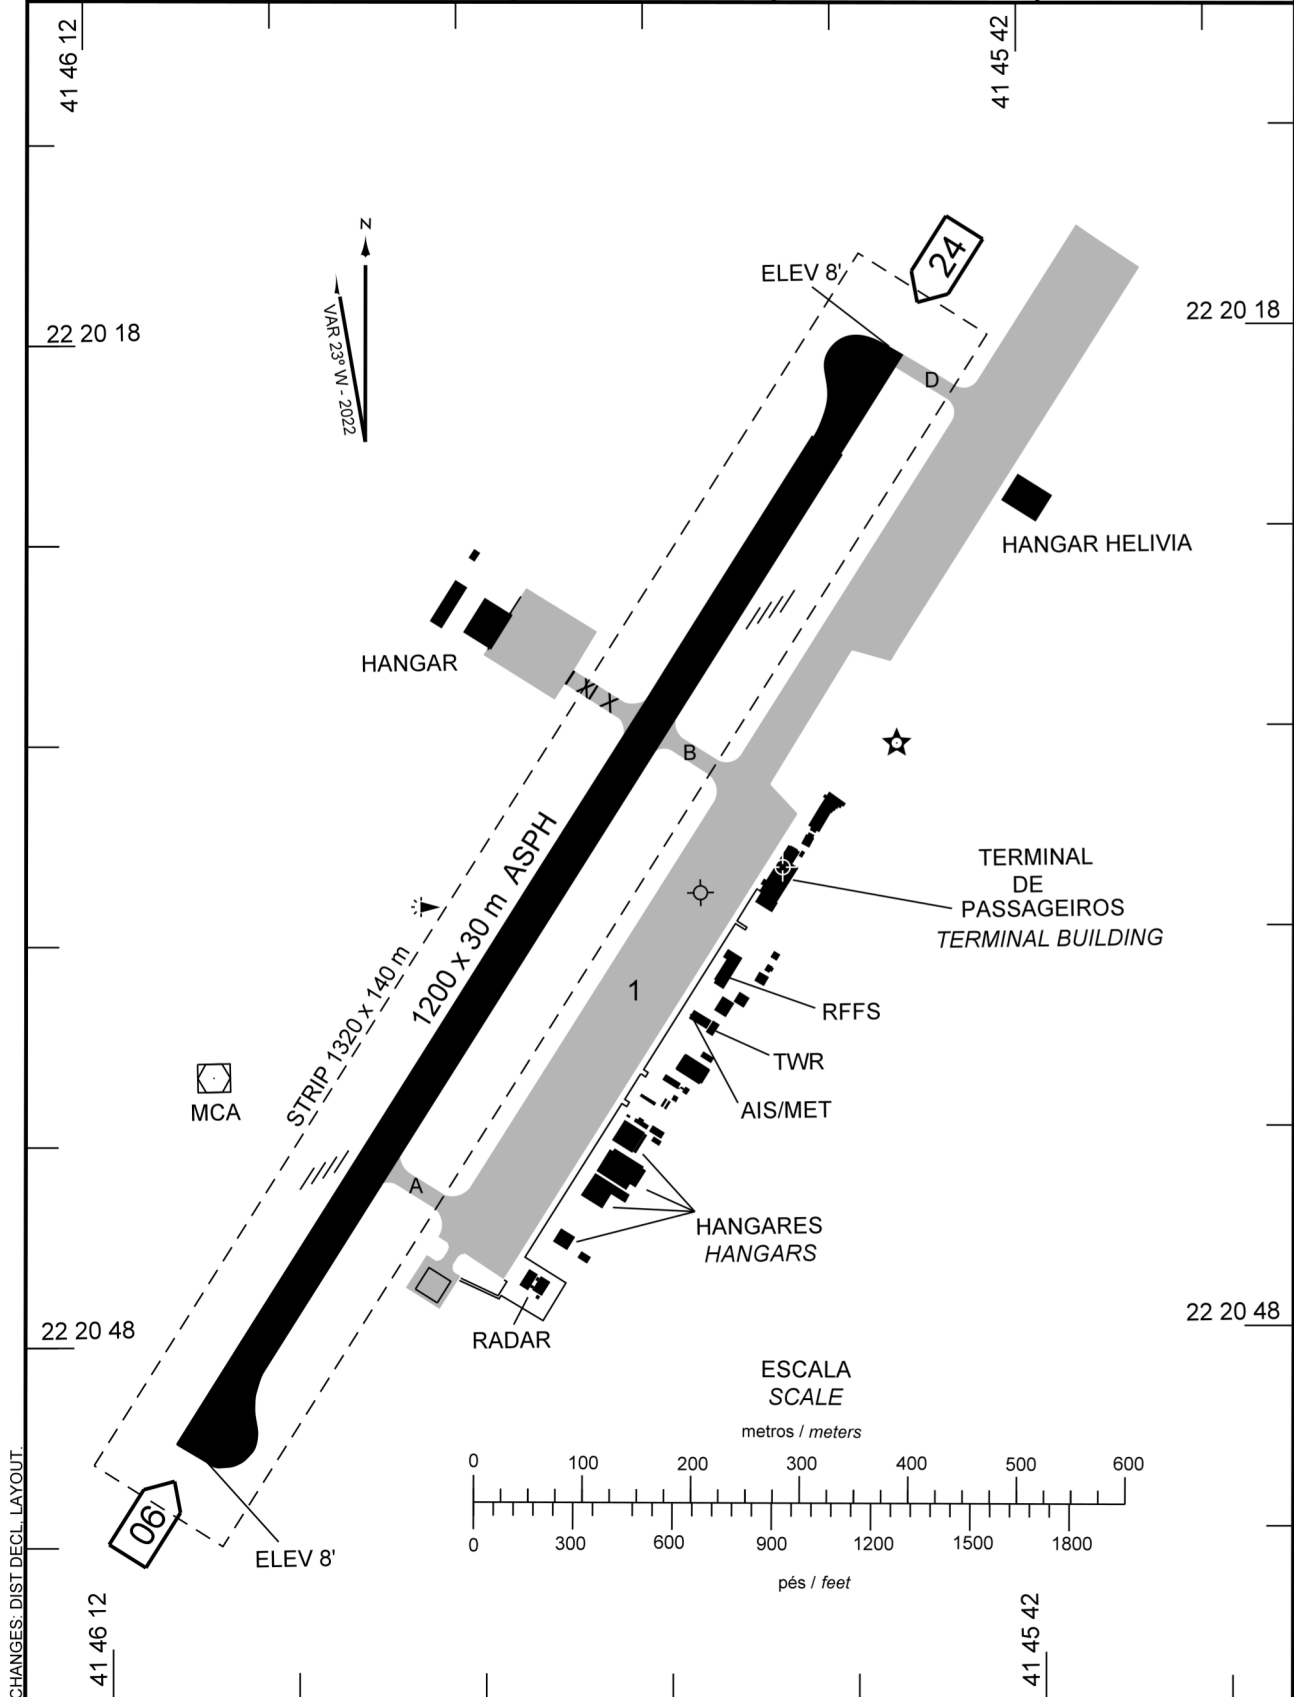 41 46 12
41 45 42
N
VAR 23º W - 2022
24
ELEV 8'
22 20 18
22 20 18
D
HANGAR HELIVIA
HANGAR
X X
B
1200 x 30 m ASPH
TERMINAL
DE
PASSAGEIROS
TERMINAL BUILDING
1
RFFS
STRIP 1320 x 140 m
TWR
MCA
AIS/MET
A
HANGARES
HANGARS
RADAR
22 20 48
22 20 48
ESCALA
SCALE
metros / meters
0 100 200 300 400 500 600
0 300 600 900 1200 1500 1800
pés / feet
06
ELEV 8'
CHANGES: DIST DECL, LAYOUT.
41 46 12
41 45 42